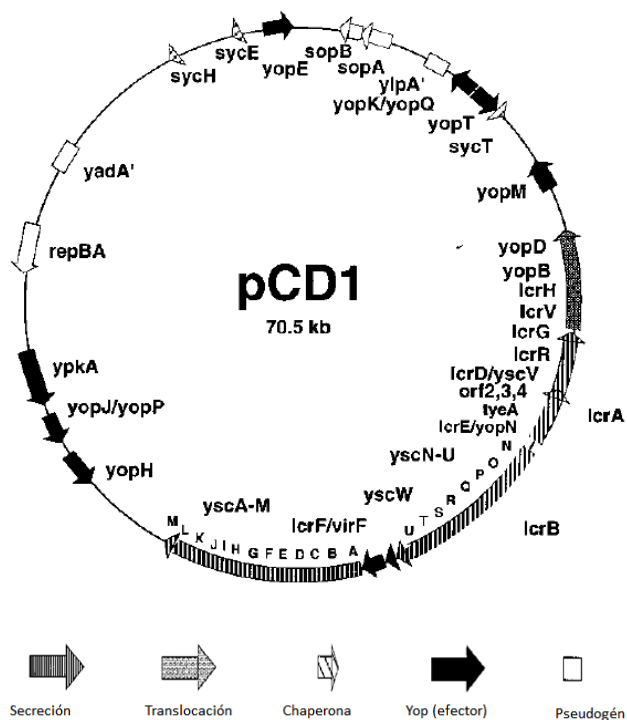 sycE
sycH
yopE
sopB
sopA
ylpA'
yopK/yopQ
yopT
sycT
yopM
yadA'
repBA
pCD1
70.5 kb
yopD
yopB
lcrH
lcrV
lcrG
lcrR
lcrD/yscV
orf2,3,4
tyeA
lcrE/yopN
lcrA
ypkA
yopJ/yopP
yopH
yscN-U
N
O
P
Q
R
S
T
U
yscW
lcrB
yscA-M
lcrF/virF
M L K J I H G F E D C B A
Secreción Translocación Chaperona Yop (efector) Pseudogén